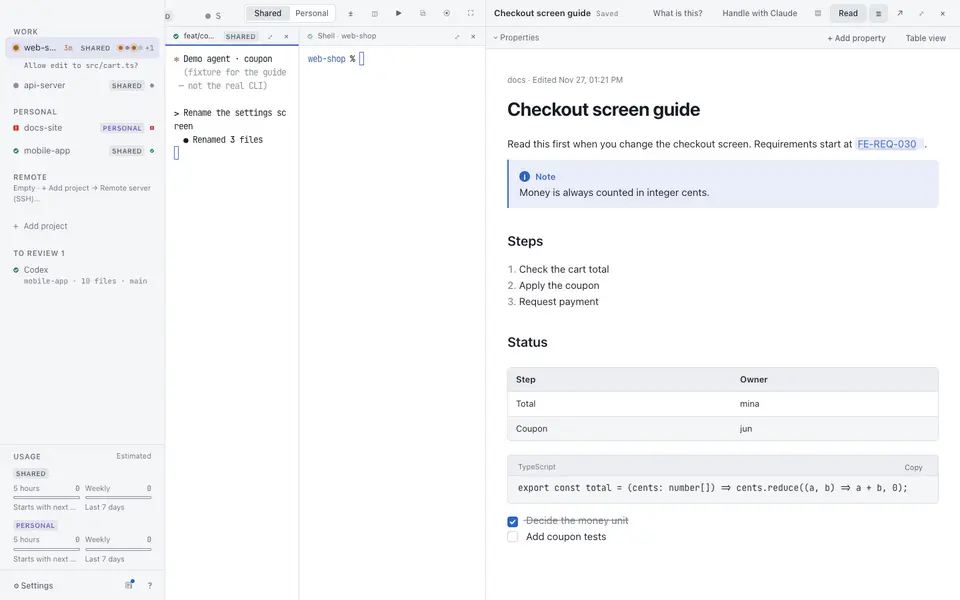 WORK
web-s... 3m SHARED +1
Allow edit to src/cart.ts?
api-server SHARED
PERSONAL
docs-site PERSONAL
mobile-app SHARED
REMOTE
Empty · + Add project → Remote server
(SSH)...
+ Add project
TO REVIEW 1
Codex
mobile-app · 10 files · main
USAGE Estimated
SHARED
5 hours 0 Weekly 0
Starts with next ... Last 7 days
PERSONAL
5 hours 0 Weekly 0
Starts with next ... Last 7 days
Settings ?
S Shared Personal
feat/co... SHARED
Demo agent · coupon
(fixture for the guide
— not the real CLI)
> Rename the settings sc
reen
● Renamed 3 files
Shell · web-shop
web-shop %
Checkout screen guide Saved What is this? Handle with Claude Read
Properties + Add property Table view
docs · Edited Nov 27, 01:21 PM
Checkout screen guide
Read this first when you change the checkout screen. Requirements start at FE-REQ-030 .
Note
Money is always counted in integer cents.
Steps
1. Check the cart total
2. Apply the coupon
3. Request payment
Status
Step Owner
Total mina
Coupon jun
TypeScript Copy
export const total = (cents: number[]) => cents.reduce((a, b) => a + b, 0);
Decide the money unit
Add coupon tests